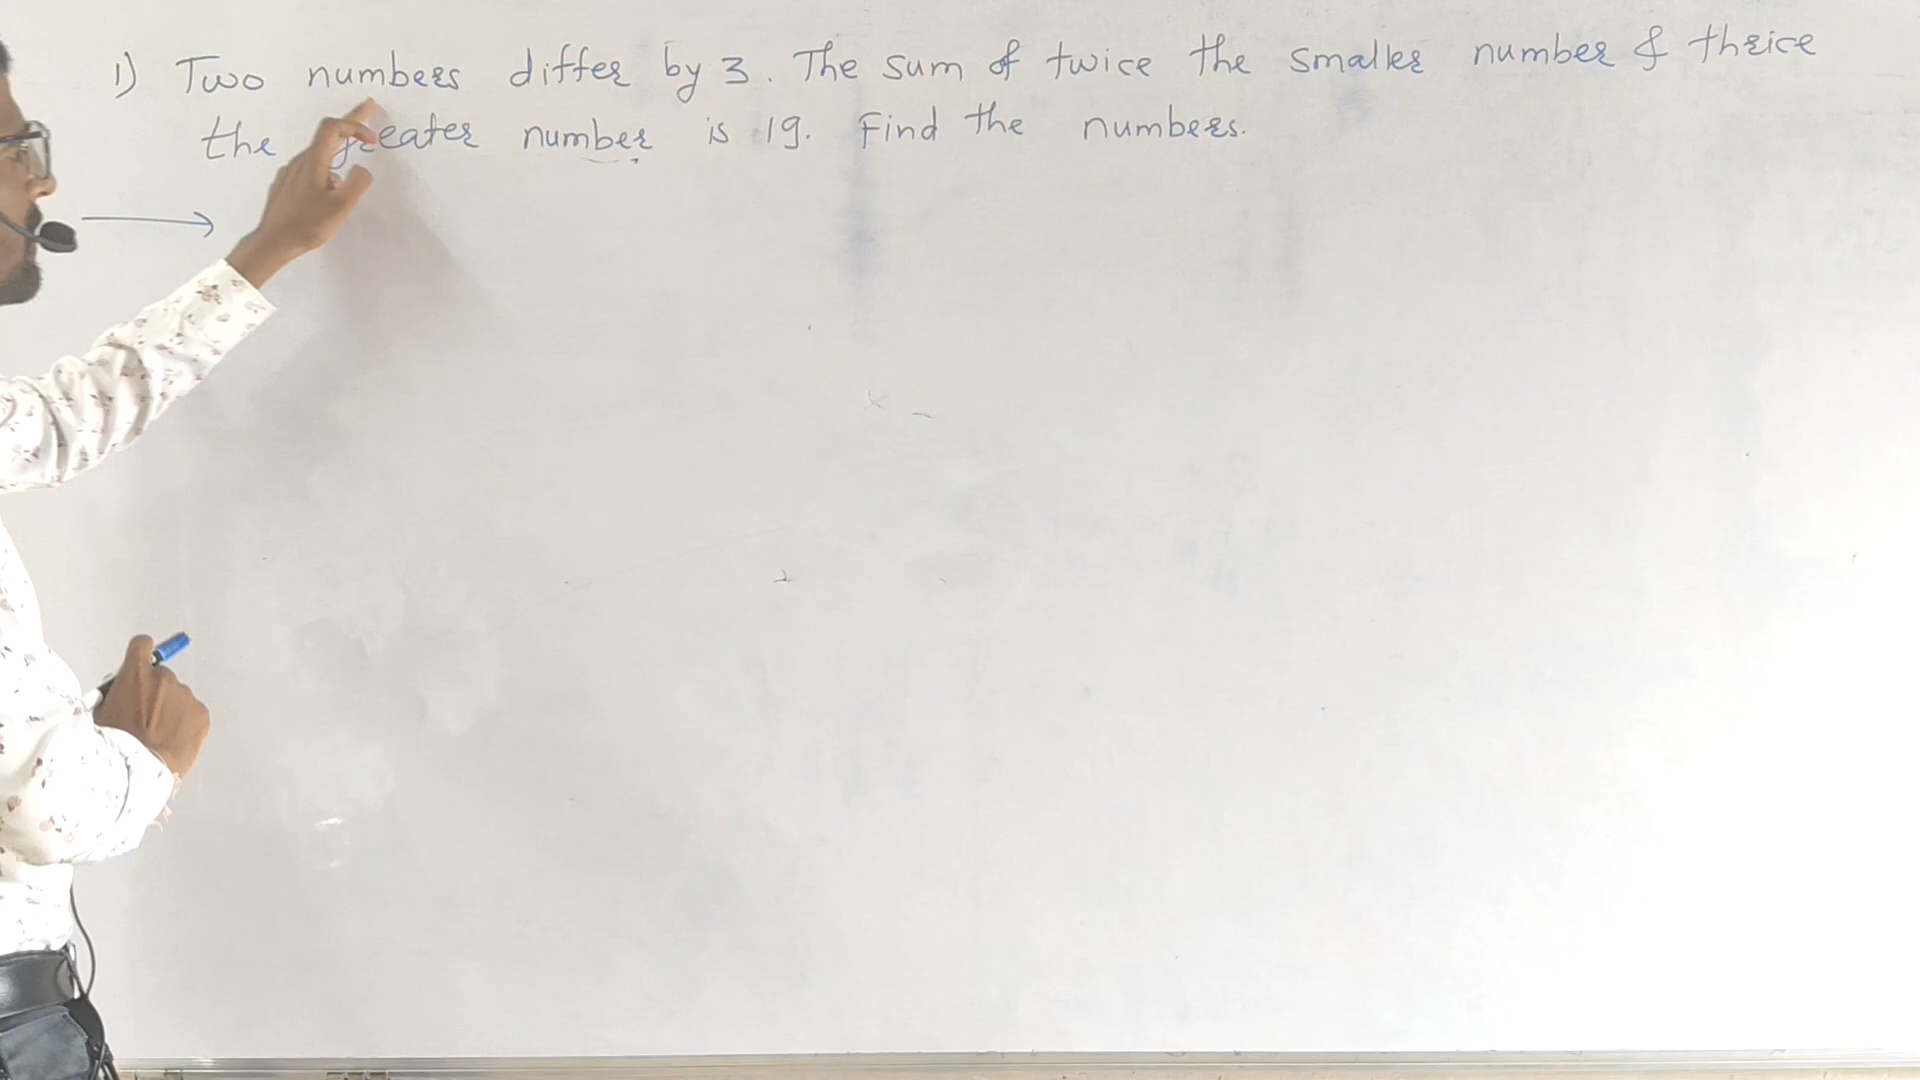 1) Two numbers differ by 3. The sum of twice the smaller number & thrice
the greater number is 19. Find the numbers.